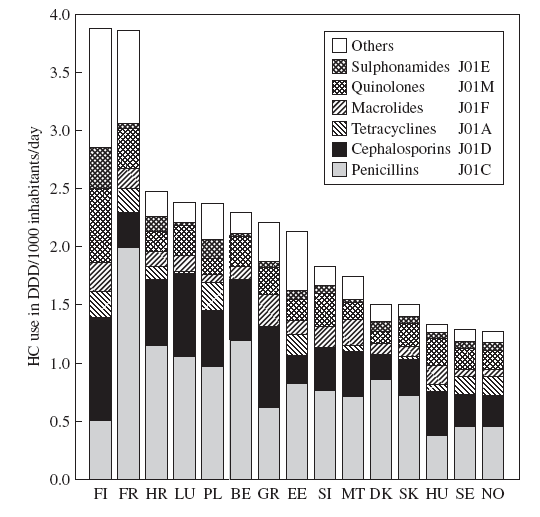 4.0
3.5
3.0
2.5
2.0
1.5
1.0
0.5
0.0
HC use in DDD/1000 inhabitants/day
Others
Sulphonamides J01E
Quinolones J01M
Macrolides J01F
Tetracyclines J01A
Cephalosporins J01D
Penicillins J01C
FI FR HR LU PL BE GR EE SI MT DK SK HU SE NO